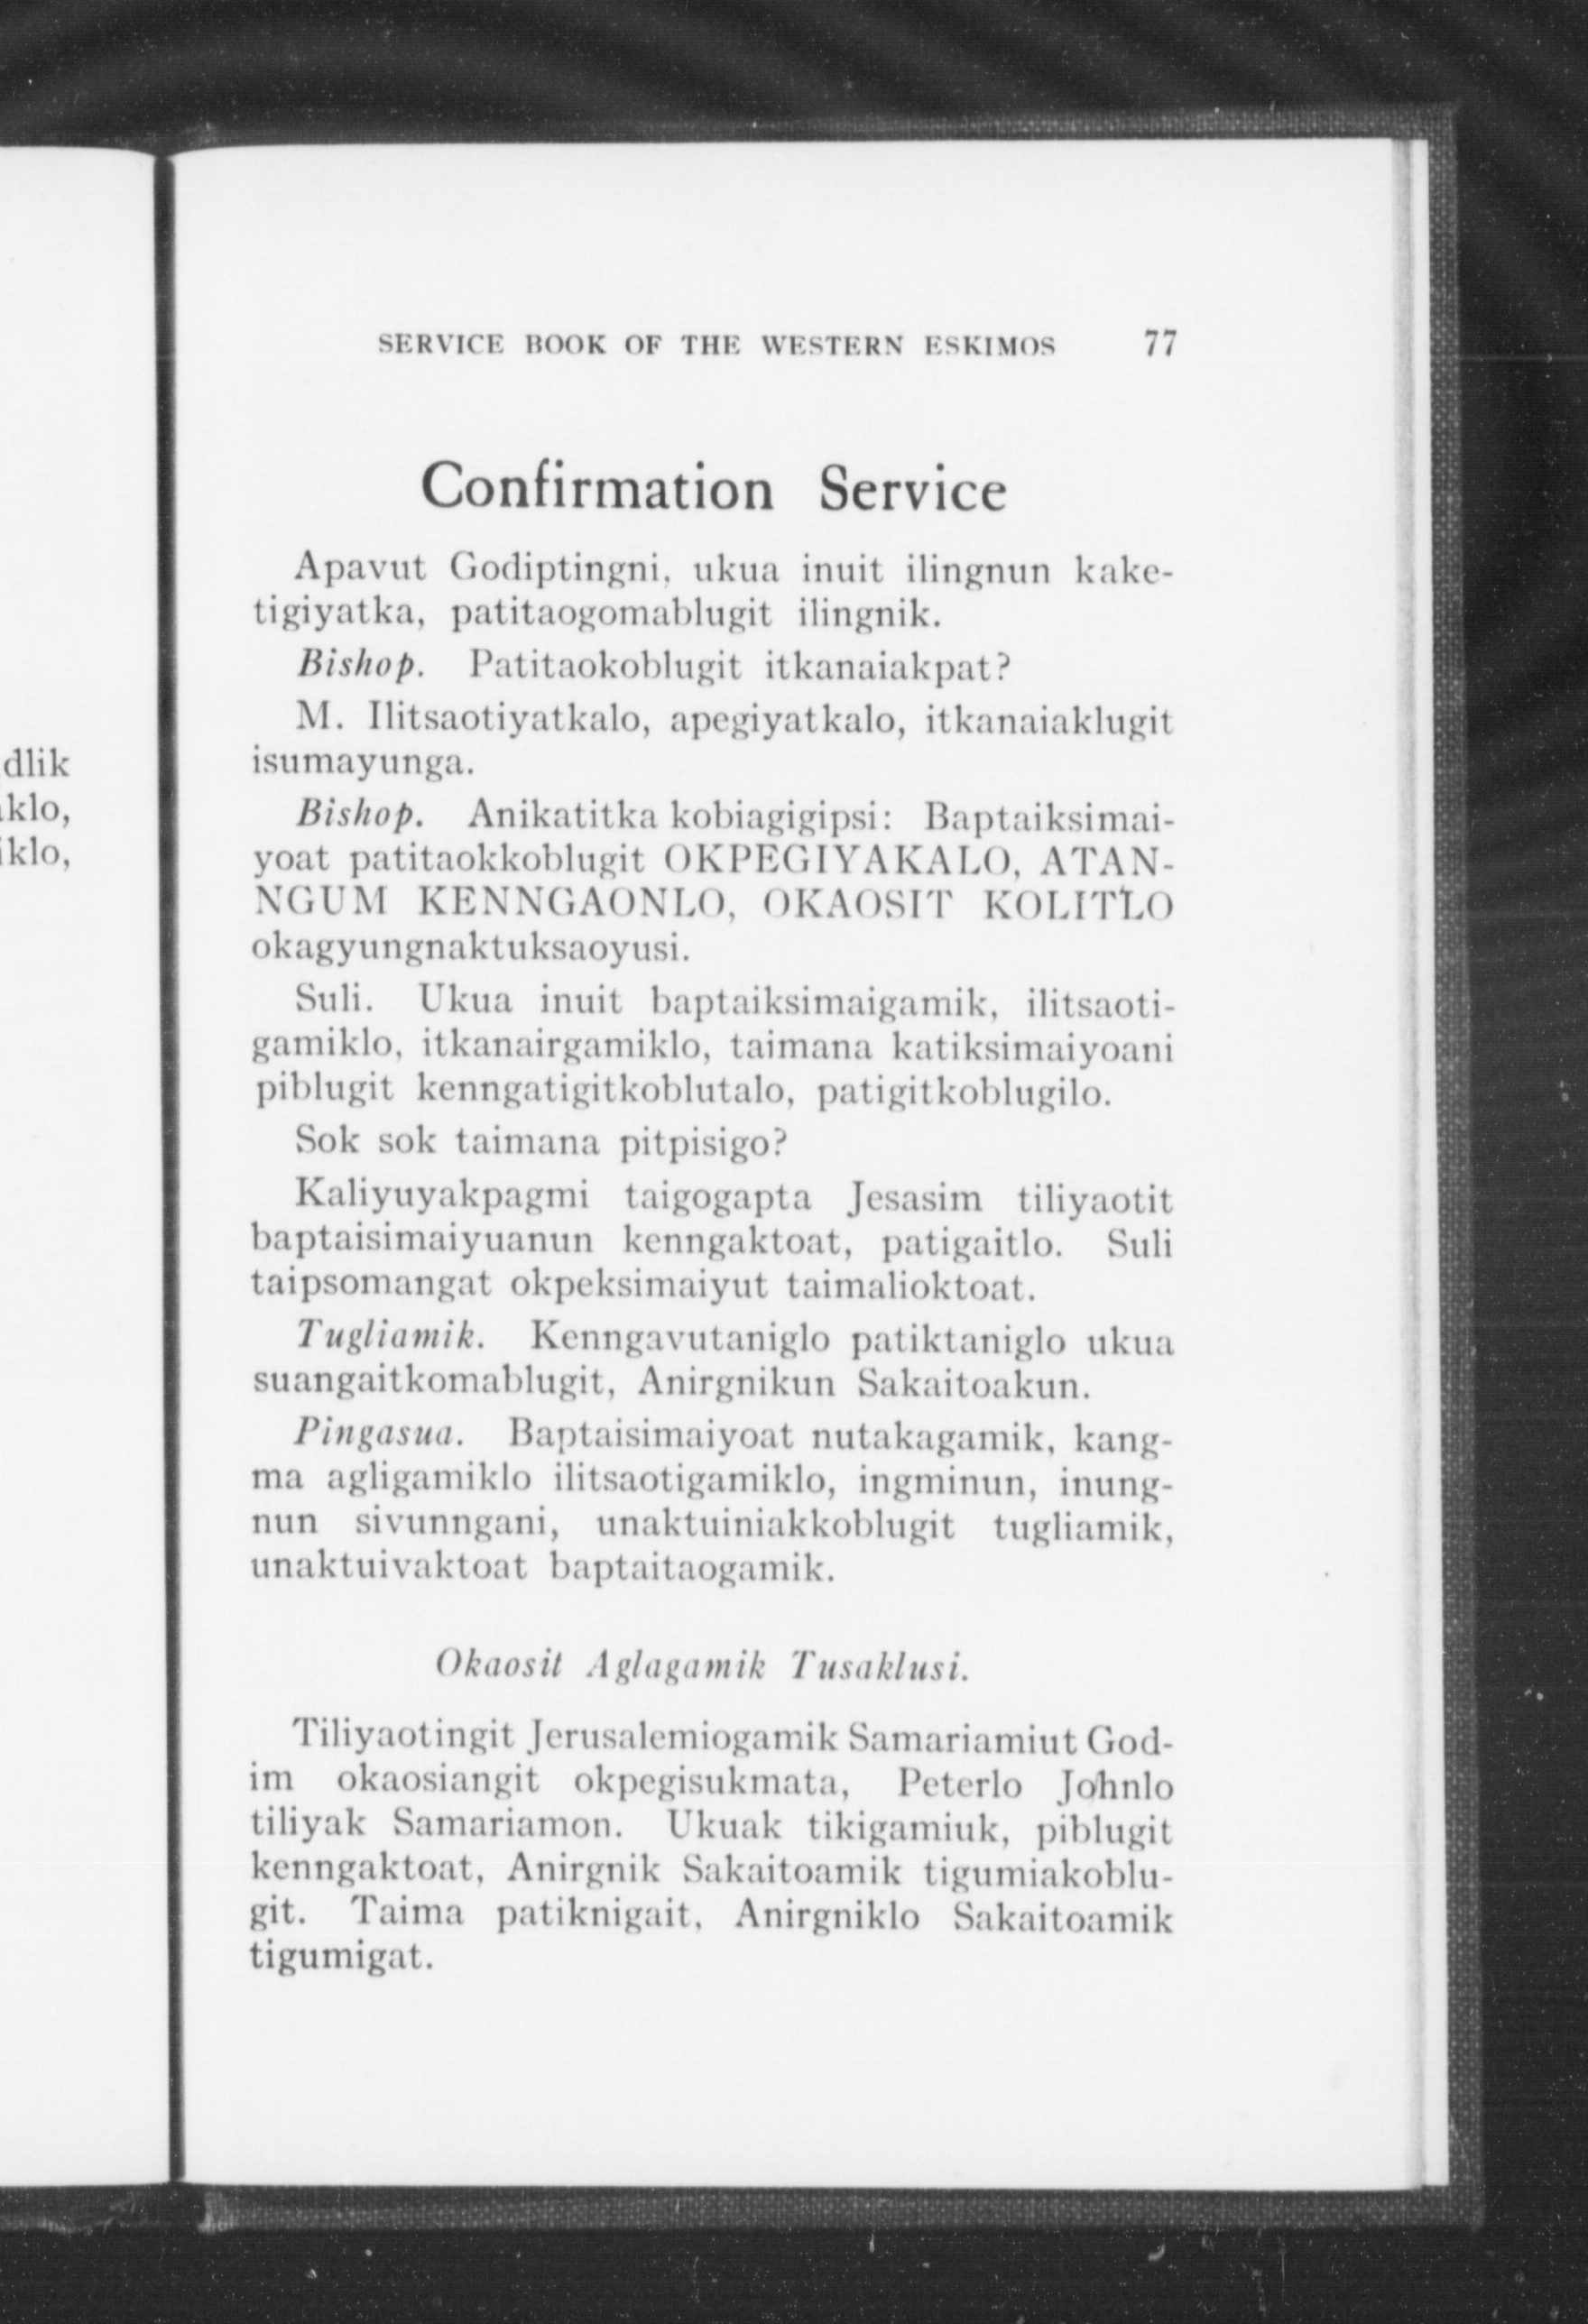 SERVICE BOOK OF THE WESTERN ESKIMOS 77
Confirmation Service
Apavut Godiptingni, ukua inuit ilingnun kake-
tigiyatka, patitaogomablugit ilingnik.
Bishop. Patitaokoblugit itkanaiakpat?
M. Ilitsaotiyatkalo, apegiyatkalo, itkanaiaklugit
isumayunga.
Bishop. Anikatitka kobiagigipsi: Baptaiksimai-
yoat patitaokkoblugit OKPEGIYAKALO, ATAN-
NGUM KENNGAONLO, OKAOSIT KOLITLO
okagyungnaktuksaoyusi.
Suli. Ukua inuit baptaiksimaigamik, ilitsaoti-
gamiklo, itkanairgamiklo, taimana katiksimaiyoani
piblugit kenngatigitkoblutalo, patigitkoblugilo.
Sok sok taimana pitpisigo?
Kaliyuyakpagmi taigogapta Jesasim tiliyaotit
baptaisimaiyuanun kenngaktoat, patigaitlo. Suli
taipsomangat okpeksimaiyut taimalioktoat.
Tugliamik. Kenngavutaniglo patiktaniglo ukua
suangaitkomablugit, Anirgnikun Sakaitoakun.
Pingasua. Baptaisimaiyoat nutakagamik, kang-
ma agligamiklo ilitsaotigamiklo, ingminun, inung-
nun sivunngani, unaktuiniakkoblugit tugliamik,
unaktuivaktoat baptaitaogamik.
Okaosit Aglagamik Tusaklusi.
Tiliyaotingit Jerusalemiogamik Samariamiut God-
im okaosiangit okpegisukmata, Peterlo Johnlo
tiliyak Samariamon. Ukuak tikigamiuk, piblugit
kenngaktoat, Anirgnik Sakaitoamik tigumiakoblu-
git. Taima patiknigait, Anirgniklo Sakaitoamik
tigumigat.
dlik
klo,
klo,